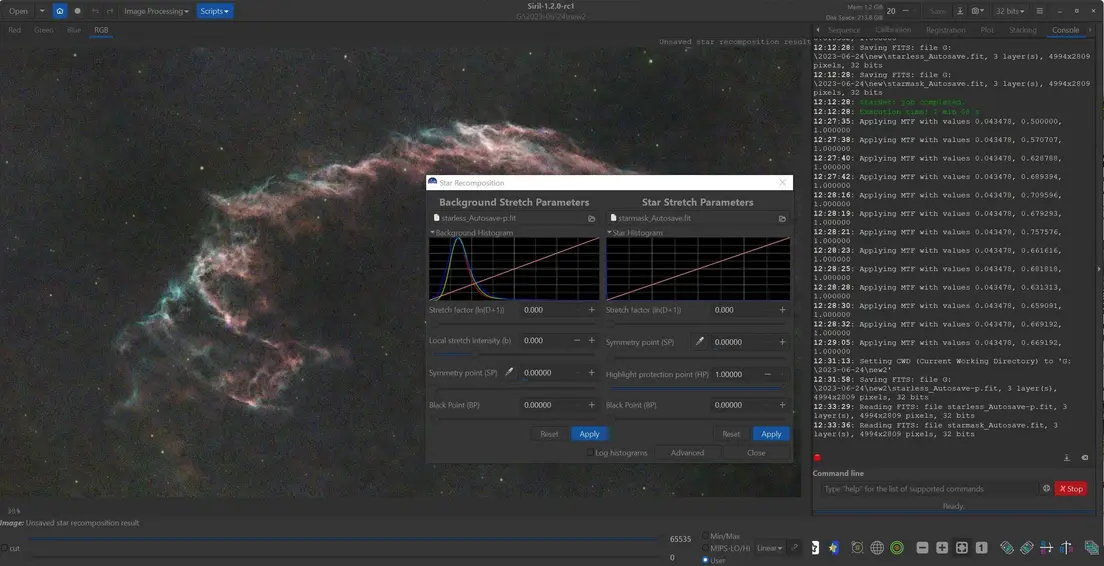 Siril-1.2.0-rc1
G:\2023-06-24\new2
Open
Image Processing
Scripts
Mem: 1.2 GB
Disk Space: 213.8 GB
20
Save
32 bits
Red
Green
Blue
RGB
Sequence
Calibration
Registration
Plot
Stacking
Console
Unsaved star recomposition result
12:12:28: Saving FITS: file G:
\2023-06-24\new\starless_Autosave.fit, 3 layer(s), 4994x2809
pixels, 32 bits
12:12:28: Saving FITS: file G:
\2023-06-24\new\starmask_Autosave.fit, 3 layer(s), 4994x2809
pixels, 32 bits
12:12:28: StarNet: job completed.
12:12:28: Execution time: 1 min 08 s
12:27:35: Applying MTF with values 0.043478, 0.500000,
1.000000
12:27:38: Applying MTF with values 0.043478, 0.570707,
1.000000
12:27:40: Applying MTF with values 0.043478, 0.628788,
1.000000
12:27:42: Applying MTF with values 0.043478, 0.689394,
1.000000
12:28:16: Applying MTF with values 0.043478, 0.709596,
1.000000
12:28:19: Applying MTF with values 0.043478, 0.679293,
1.000000
12:28:21: Applying MTF with values 0.043478, 0.757576,
1.000000
12:28:23: Applying MTF with values 0.043478, 0.661616,
1.000000
12:28:25: Applying MTF with values 0.043478, 0.681818,
1.000000
12:28:28: Applying MTF with values 0.043478, 0.631313,
1.000000
12:28:30: Applying MTF with values 0.043478, 0.659091,
1.000000
12:28:32: Applying MTF with values 0.043478, 0.669192,
1.000000
12:29:05: Applying MTF with values 0.043478, 0.669192,
1.000000
12:31:13: Setting CWD (Current Working Directory) to 'G:
\2023-06-24\new2'
12:31:58: Saving FITS: file G:
\2023-06-24\new2\starless_Autosave-p.fit, 3 layer(s),
4994x2809 pixels, 32 bits
12:33:29: Reading FITS: file starless_Autosave-p.fit, 3
layer(s), 4994x2809 pixels, 32 bits
12:33:36: Reading FITS: file starmask_Autosave.fit, 3
layer(s), 4994x2809 pixels, 32 bits
Star Recomposition
Background Stretch Parameters
Star Stretch Parameters
starless_Autosave-p.fit
starmask_Autosave.fit
Background Histogram
Star Histogram
Stretch factor (ln(D+1))
0.000
Stretch factor (ln(D+1))
0.000
Local stretch intensity (b)
0.000
Symmetry point (SP)
0.00000
Symmetry point (SP)
0.00000
Highlight protection point (HP)
1.00000
Black Point (BP)
0.00000
Black Point (BP)
0.00000
Reset
Apply
Reset
Apply
Log histograms
Advanced
Close
Command line
Type "help" for the list of supported commands
Stop
Ready.
Image: Unsaved star recomposition result
cut
65535
0
Min/Max
MIPS-LO/HI
User
Linear
1